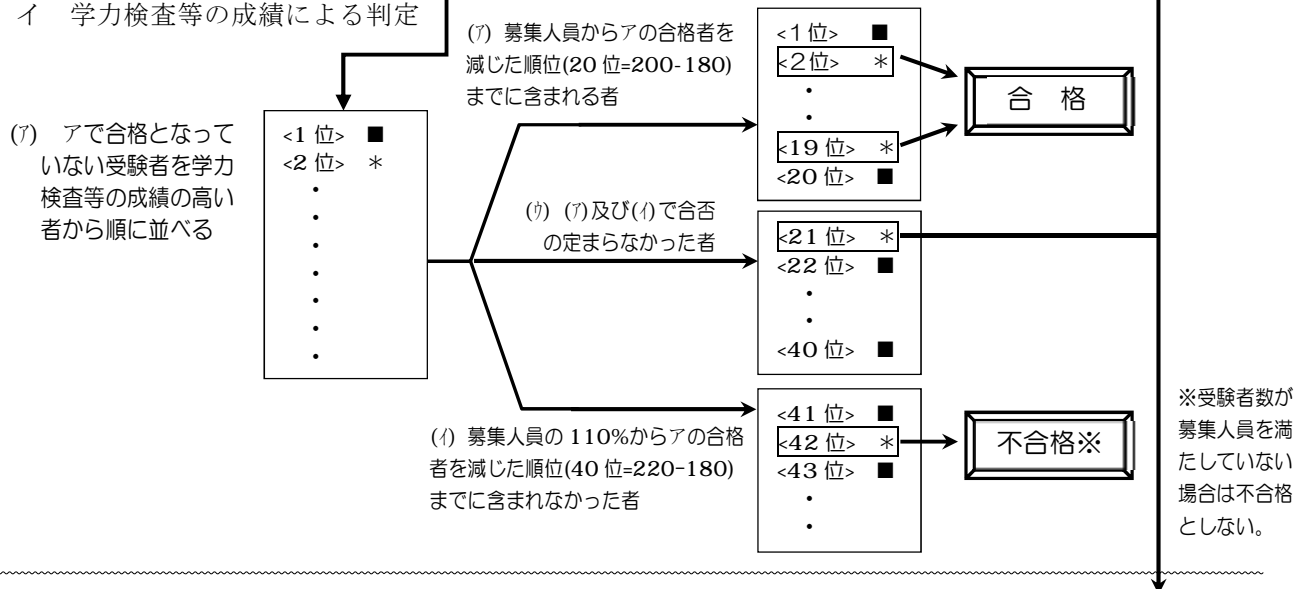 イ 学力検査等の成績による判定
(ｱ) アで合格となって
いない受験者を学力
検査等の成績の高い
者から順に並べる
<1 位> ■
<2 位> ＊
・
・
・
・
・
・
・
(ｱ) 募集人員からアの合格者を
減じた順位(20 位=200-180)
までに含まれる者
<1 位> ■
<2位> ＊
・
・
<19 位> ＊
<20 位> ■
合 格
(ｳ) (ｱ)及び(ｲ)で合否
の定まらなかった者
<21 位> ＊
<22 位> ■
・
・
<40 位> ■
(ｲ) 募集人員の 110%からアの合格
者を減じた順位(40 位=220-180)
までに含まれなかった者
<41 位> ■
<42 位> ＊
<43 位> ■
・
・
不合格※
※受験者数が
募集人員を満
たしていない
場合は不合格
としない。